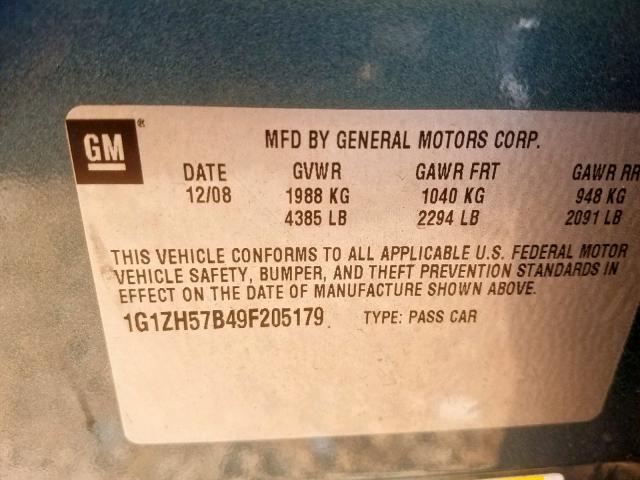 GM®
MFD BY GENERAL MOTORS CORP.
DATE GVWR GAWR FRT GAWR RR
12/08 1988 KG 1040 KG 948 KG
4385 LB 2294 LB 2091 LB
THIS VEHICLE CONFORMS TO ALL APPLICABLE U.S. FEDERAL MOTOR
VEHICLE SAFETY, BUMPER, AND THEFT PREVENTION STANDARDS IN
EFFECT ON THE DATE OF MANUFACTURE SHOWN ABOVE.
1G1ZH57B49F205179 TYPE: PASS CAR